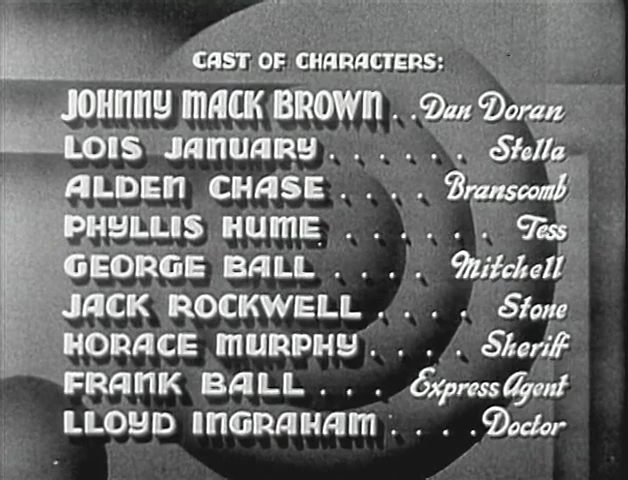 CAST OF CHARACTERS:
JOHNNY MACK BROWN . . Dan Doran
LOIS JANUARY . . . . . . Stella
ALDEN CHASE . . . . Branscomb
PHYLLIS HUME . . . . . . Tess
GEORGE BALL . . . . Mitchell
JACK ROCKWELL . . . . Stone
HORACE MURPHY . . . . Sheriff
FRANK BALL . . . Express Agent
LLOYD INGRAHAM . . . . Doctor